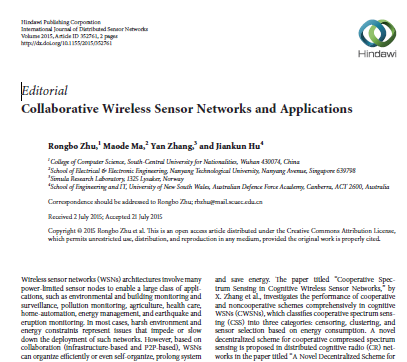 Hindawi Publishing Corporation
International Journal of Distributed Sensor Networks
Volume 2015, Article ID 352761, 2 pages
http://dx.doi.org/10.1155/2015/352761
Hindawi
Editorial
Collaborative Wireless Sensor Networks and Applications
Rongbo Zhu,1 Maode Ma,2 Yan Zhang,3 and Jiankun Hu4
1College of Computer Science, South-Central University for Nationalities, Wuhan 430074, China
2School of Electrical & Electronic Engineering, Nanyang Technological University, Nanyang Avenue, Singapore 639798
3Simula Research Laboratory, 1325 Lysaker, Norway
4School of Engineering and IT, University of New South Wales, Australian Defence Force Academy, Canberra, ACT 2600, Australia
Correspondence should be addressed to Rongbo Zhu; rbzhu@mail.scuec.edu.cn
Received 2 July 2015; Accepted 21 July 2015
Copyright © 2015 Rongbo Zhu et al. This is an open access article distributed under the Creative Commons Attribution License,
which permits unrestricted use, distribution, and reproduction in any medium, provided the original work is properly cited.
Wireless sensor networks (WSNs) architectures involve many
power-limited sensor nodes to enable a large class of appli-
cations, such as environmental and building monitoring and
surveillance, pollution monitoring, agriculture, health care,
home-automation, energy management, and earthquake and
eruption monitoring. In most cases, harsh environment and
energy constraints represent issues that impede or slow
down the deployment of such networks. However, based on
collaboration (infrastructure-based and P2P-based), WSNs
can organize efficiently or even self-organize, prolong system
and save energy. The paper titled “Cooperative Spec-
trum Sensing in Cognitive Wireless Sensor Networks,” by
X. Zhang et al., investigates the performance of cooperative
and noncooperative schemes comprehensively in cognitive
WSNs (CWSNs), which classifies cooperative spectrum sens-
ing (CSS) into three categories: censoring, clustering, and
sensor selection based on energy consumption. A novel
decentralized scheme for cooperative compressed spectrum
sensing is proposed in distributed cognitive radio (CR) net-
works in the paper titled “A Novel Decentralized Scheme for